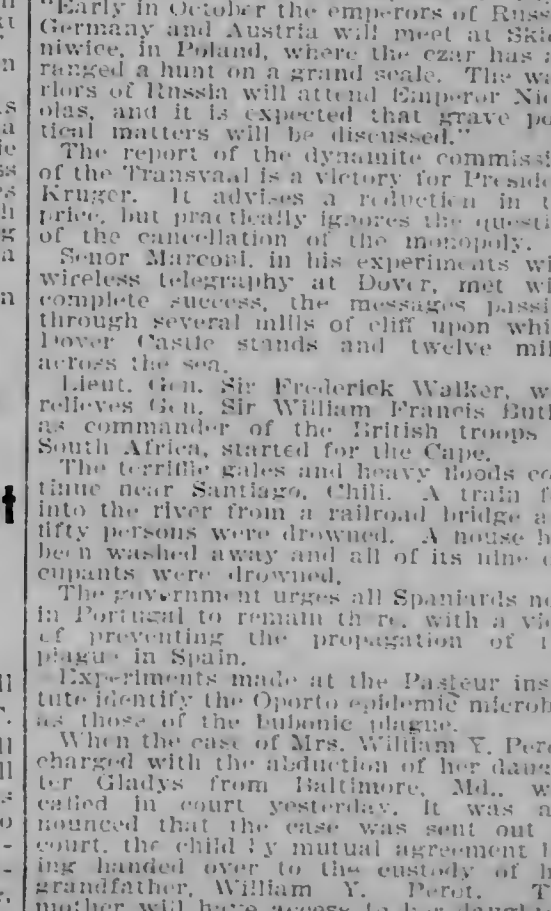 "Early in October the emperors of Russ
Germany and Austria will meet at Skie
niwice, in Poland, where the czar has a
ranged a hunt on a grand scale. The wa
riors of Russia will attend Emperor Nic
olas, and it is expected that grave po
tical matters will be discussed."
The report of the dynamite commissi
of the Transvaal is a victory for Preside
Kruger. It advises a reduction in t
price, but practically ignores the questi
of the cancellation of the monopoly.
Senor Marconi, in his experiments wi
wireless telegraphy at Dover, met wi
complete success, the messages passi
through several mills of cliff upon whi
Dover Castle stands and twelve mil
across the sea.
Lieut. Gen. Sir Frederick Walker, w
relieves Gen. Sir William Francis Butl
as commander of the British troops
South Africa, started for the Cape.
The terrific gales and heavy floods co
tinue near Santiago, Chili. A train f
into the river from a railroad bridge a
fifty persons were drowned. A house h
been washed away and all of its nine o
cupants were drowned.
The government urges all Spaniards no
in Portugal to remain there, with a vie
of preventing the propagation of t
plague in Spain.
Experiments made at the Pasteur inst
tute identify the Oporto epidemic microb
as those of the bubonic plague.
When the case of Mrs. William Y. Pere
charged with the abduction of her daug
ter Gladys from Baltimore, Md., w
called in court yesterday, it was a
nounced that the case was sent out
court, the child by mutual agreement b
ing handed over to the custody of h
grandfather, William Y. Perot. T
mother will have access to her daught